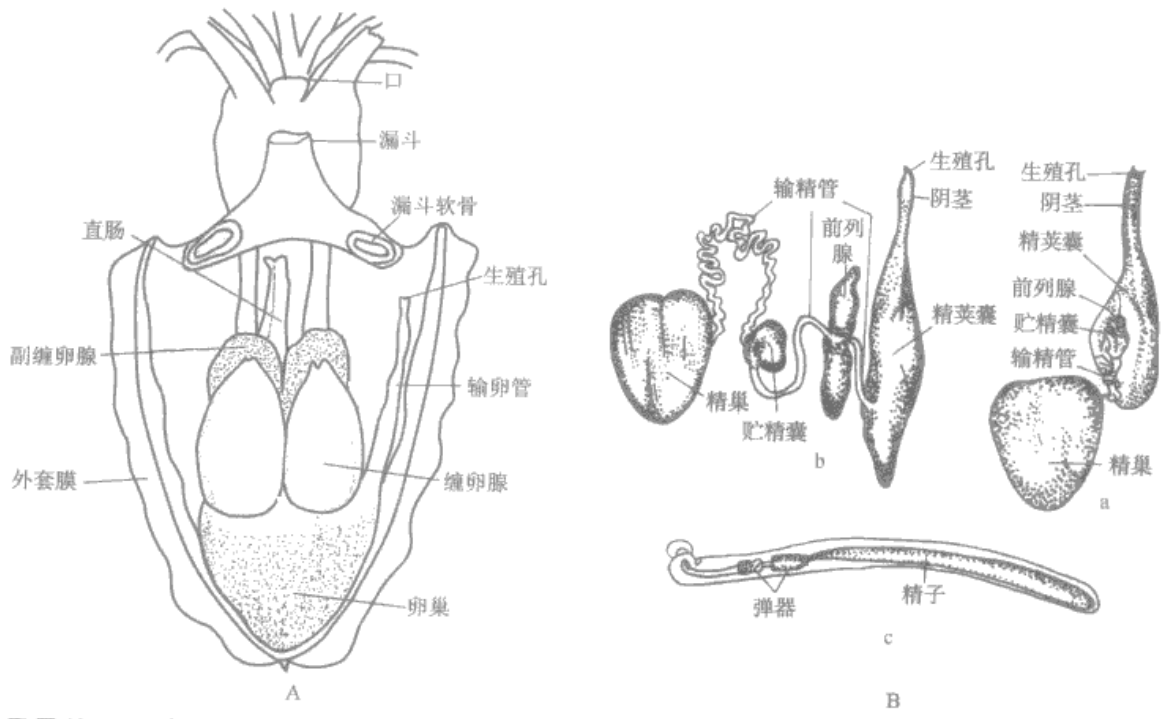 口
漏斗
漏斗软骨
直肠
生殖孔
副缠卵腺
输卵管
外套膜
缠卵腺
卵巢
A
输精管
前列
腺
生殖孔
阴茎
精荚囊
精巢
贮精囊
b
生殖孔
阴茎
精荚囊
前列腺
贮精囊
输精管
精巢
a
弹器
精子
c
B